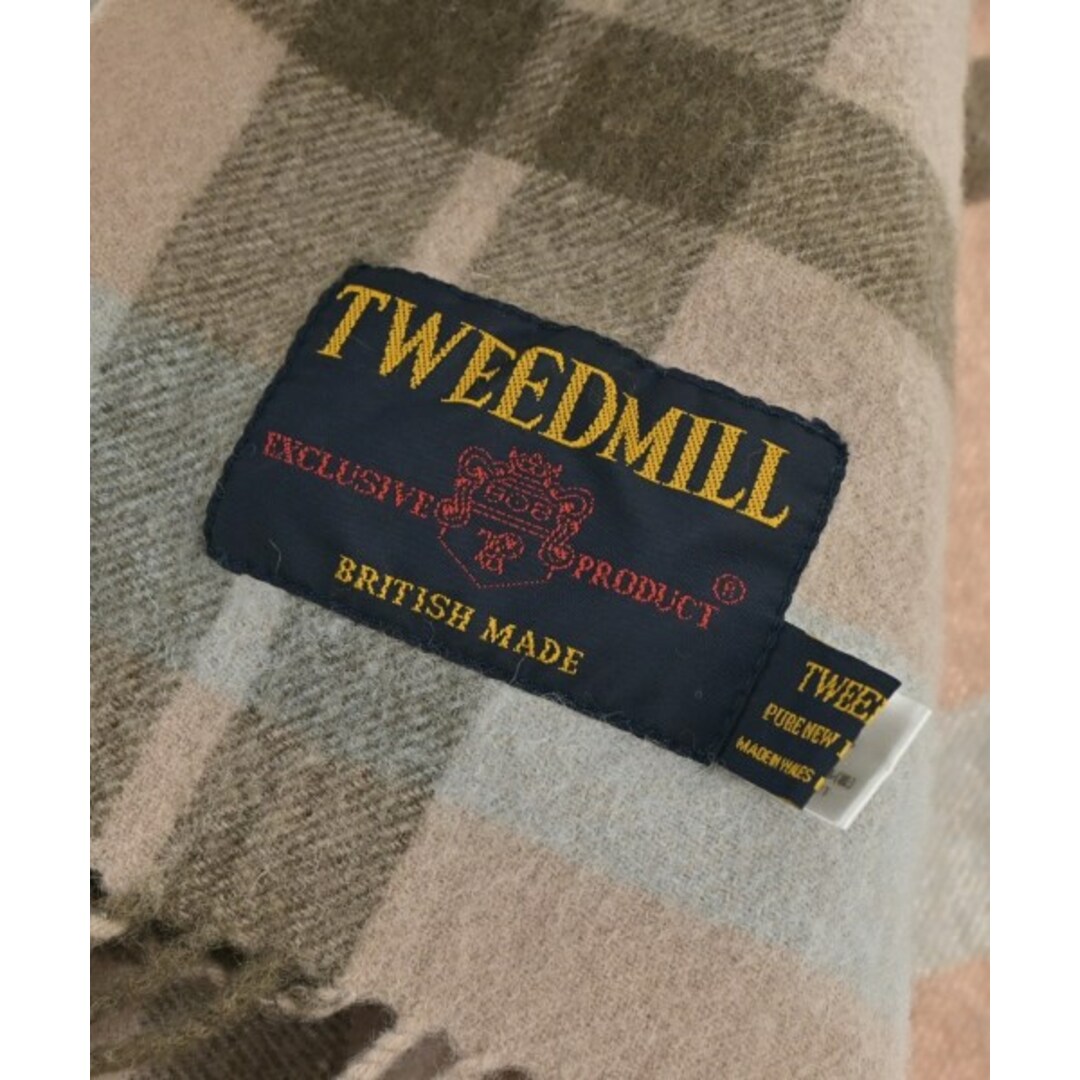 TWEEDMILL
EXCLUSIVE PRODUCT ®
BRITISH MADE
PURE NEW
MADE IN WALES